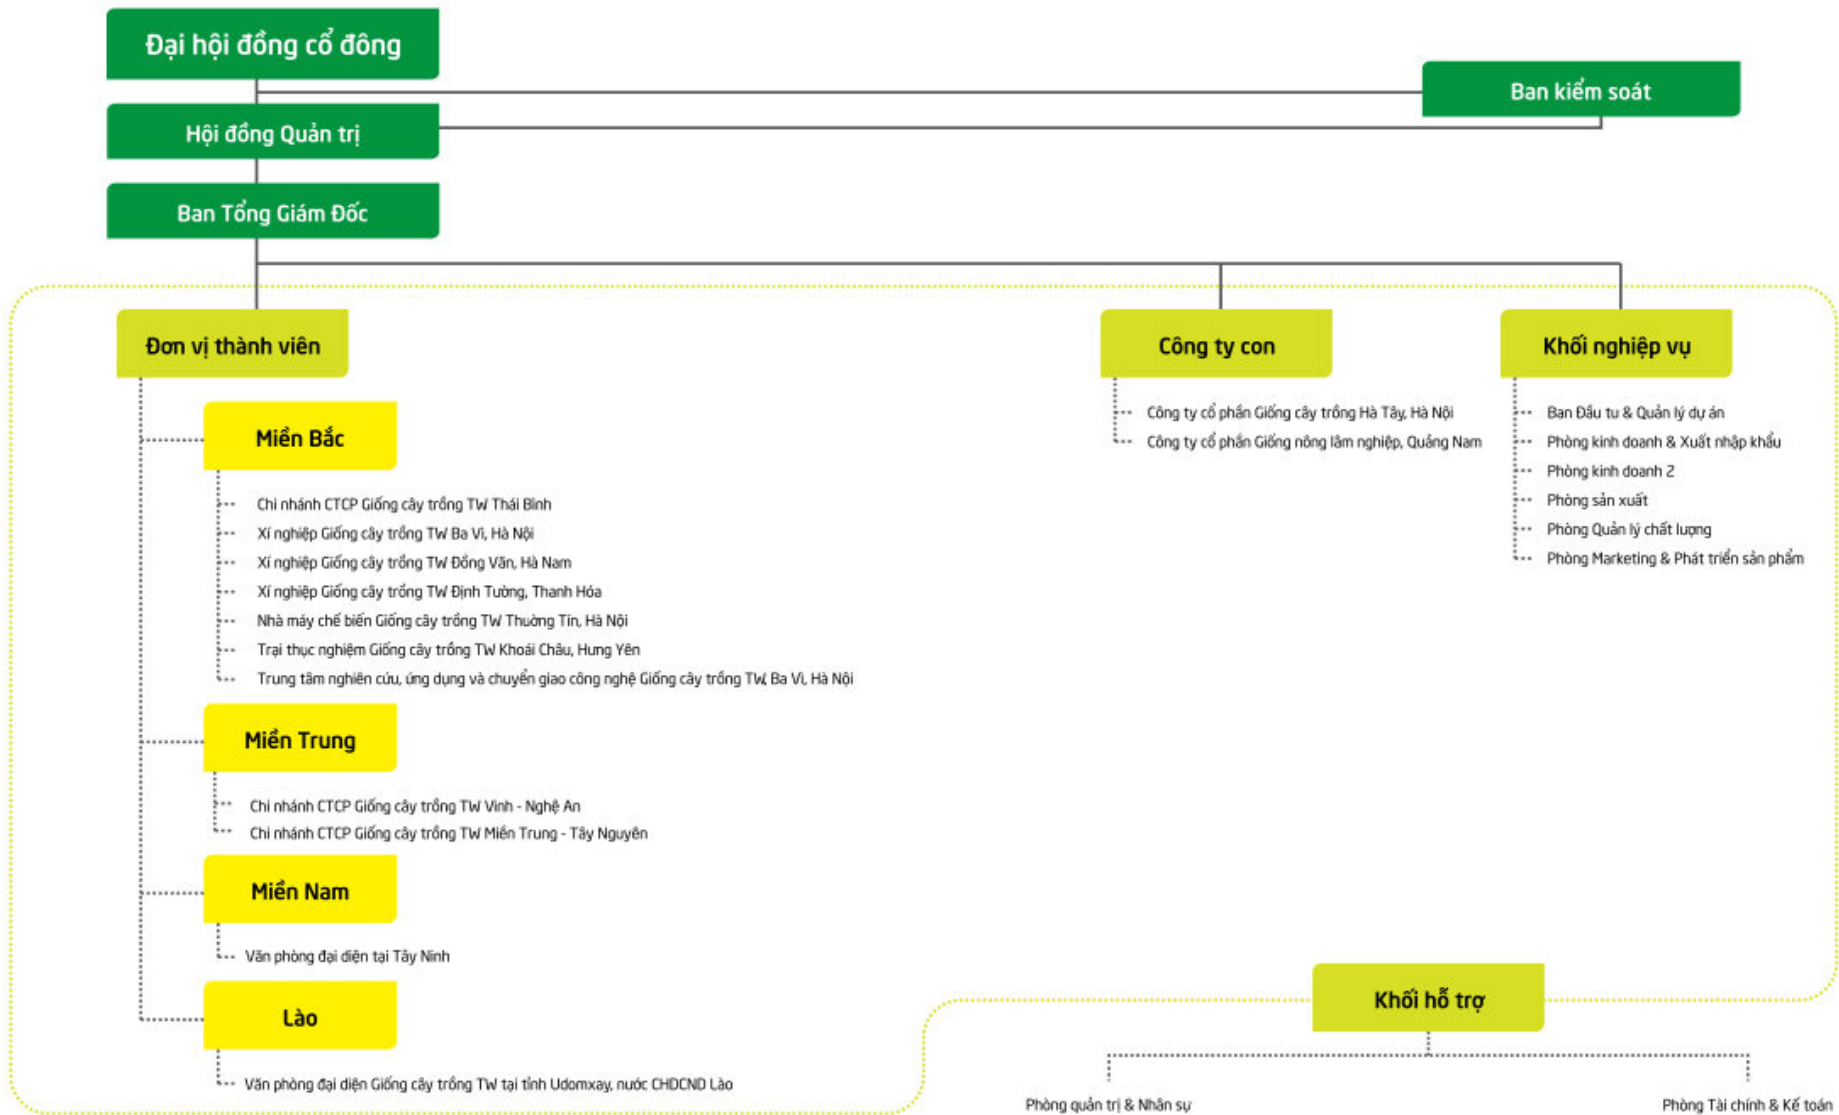 Đại hội đồng cổ đông
Ban kiểm soát
Hội đồng Quản trị
Ban Tổng Giám Đốc
Đơn vị thành viên
Miền Bắc
Chi nhánh CTCP Giống cây trồng TW Thái Bình
Xí nghiệp Giống cây trồng TW Ba Vì, Hà Nội
Xí nghiệp Giống cây trồng TW Đồng Văn, Hà Nam
Xí nghiệp Giống cây trồng TW Định Tường, Thanh Hóa
Nhà máy chế biến Giống cây trồng TW Thường Tín, Hà Nội
Trại thục nghiệm Giống cây trồng TW Khoái Châu, Hưng Yên
Trung tâm nghiên cứu, ứng dụng và chuyển giao công nghệ Giống cây trồng TW, Ba Vì, Hà Nội
Miền Trung
Chi nhánh CTCP Giống cây trồng TW Vinh - Nghệ An
Chi nhánh CTCP Giống cây trồng TW Miền Trung - Tây Nguyên
Miền Nam
Văn phòng đại diện tại Tây Ninh
Lào
Văn phòng đại diện Giống cây trồng TW tại tỉnh Udomxay, nước CHDCND Lào
Công ty con
Công ty cổ phần Giống cây trồng Hà Tây, Hà Nội
Công ty cổ phần Giống nông lâm nghiệp, Quảng Nam
Khối nghiệp vụ
Ban Đầu tu & Quản lý dự án
Phòng kinh doanh & Xuất nhập khẩu
Phòng kinh doanh 2
Phòng sản xuất
Phòng Quản lý chất lượng
Phòng Marketing & Phát triển sản phẩm
Khối hỗ trợ
Phòng quản trị & Nhân sự
Phòng Tài chính & Kế toán